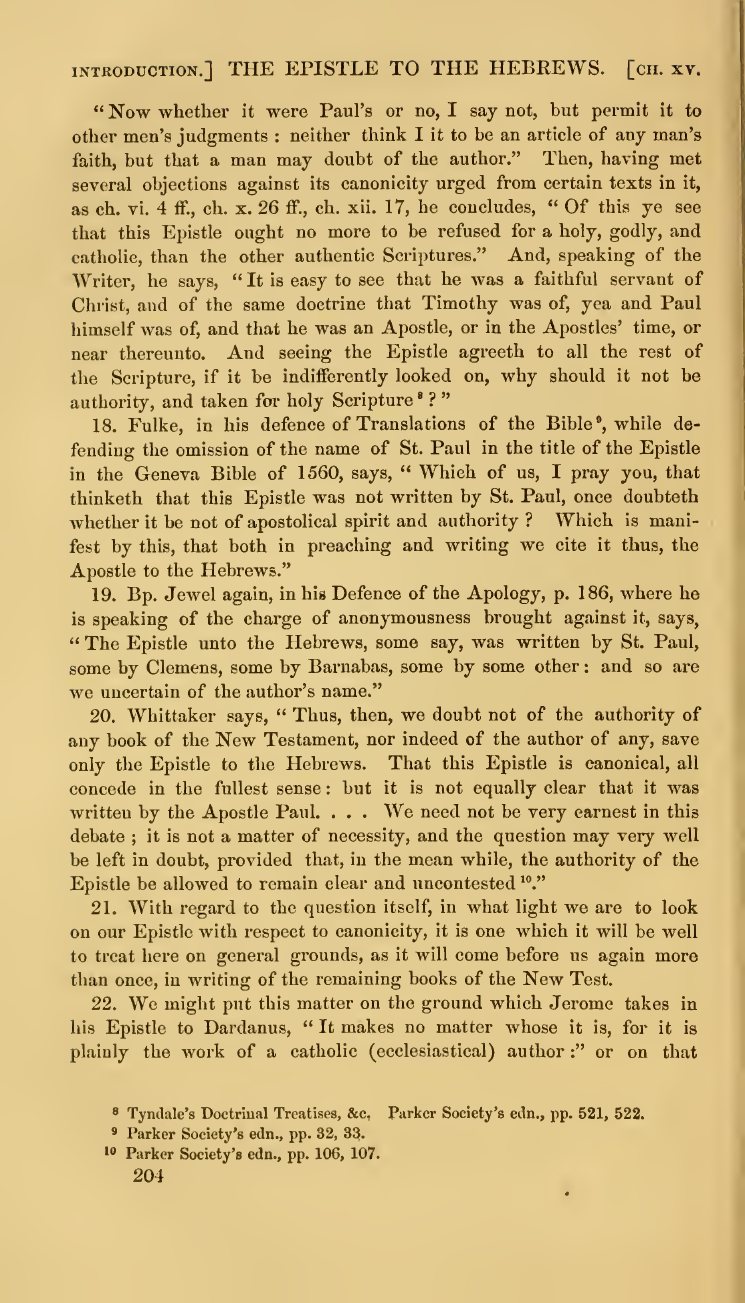 INTRODUCTION.] THE EPISTLE TO THE HEBREWS. [CH. XV.
“Now whether it were Paul's or no, I say not, but permit it to
other men's judgments : neither think I it to be an article of any man's
faith, but that a man may doubt of the author.” Then, having met
several objections against its canonicity urged from certain texts in it,
as ch. vi. 4 ff., ch. x. 26 ff., ch. xii. 17, he concludes, “ Of this ye see
that this Epistle ought no more to be refused for a holy, godly, and
catholic, than the other authentic Scriptures.” And, speaking of the
Writer, he says, “It is easy to see that he was a faithful servant of
Christ, and of the same doctrine that Timothy was of, yea and Paul
himself was of, and that he was an Apostle, or in the Apostles' time, or
near thereunto. And seeing the Epistle agreeth to all the rest of
the Scripture, if it be indifferently looked on, why should it not be
authority, and taken for holy Scripture ⁸ ? ”
18. Fulke, in his defence of Translations of the Bible⁹, while de-
fending the omission of the name of St. Paul in the title of the Epistle
in the Geneva Bible of 1560, says, “ Which of us, I pray you, that
thinketh that this Epistle was not written by St. Paul, once doubteth
whether it be not of apostolical spirit and authority ? Which is mani-
fest by this, that both in preaching and writing we cite it thus, the
Apostle to the Hebrews.”
19. Bp. Jewel again, in his Defence of the Apology, p. 186, where he
is speaking of the charge of anonymousness brought against it, says,
“ The Epistle unto the Hebrews, some say, was written by St. Paul,
some by Clemens, some by Barnabas, some by some other : and so are
we uncertain of the author's name.”
20. Whittaker says, “ Thus, then, we doubt not of the authority of
any book of the New Testament, nor indeed of the author of any, save
only the Epistle to the Hebrews. That this Epistle is canonical, all
concede in the fullest sense : but it is not equally clear that it was
written by the Apostle Paul. . . . We need not be very earnest in this
debate ; it is not a matter of necessity, and the question may very well
be left in doubt, provided that, in the mean while, the authority of the
Epistle be allowed to remain clear and uncontested ¹⁰.”
21. With regard to the question itself, in what light we are to look
on our Epistle with respect to canonicity, it is one which it will be well
to treat here on general grounds, as it will come before us again more
than once, in writing of the remaining books of the New Test.
22. We might put this matter on the ground which Jerome takes in
his Epistle to Dardanus, “ It makes no matter whose it is, for it is
plainly the work of a catholic (ecclesiastical) author :” or on that
⁸ Tyndale's Doctrinal Treatises, &c. Parker Society's edn., pp. 521, 522.
⁹ Parker Society's edn., pp. 32, 33.
¹⁰ Parker Society's edn., pp. 106, 107.
204